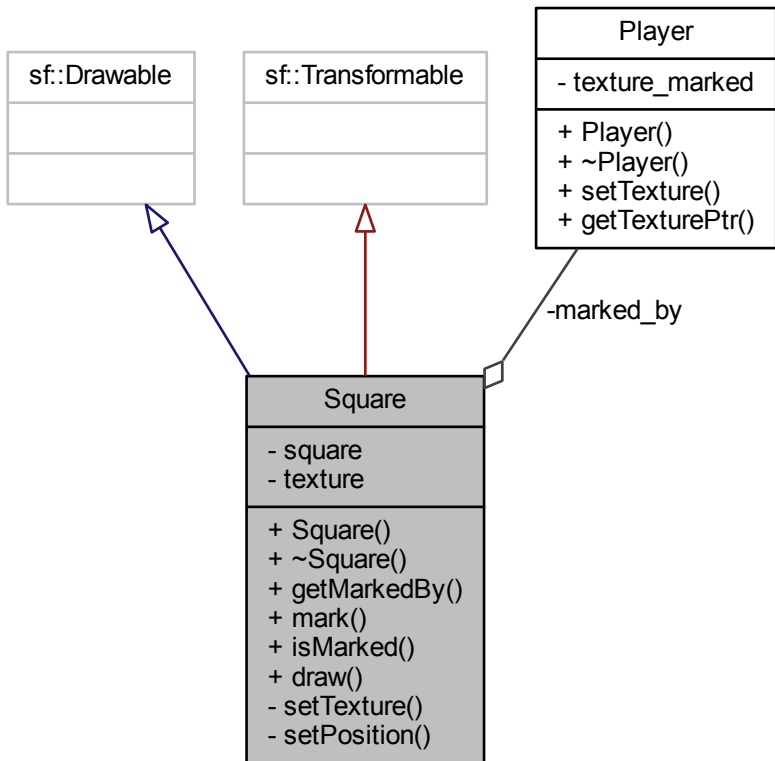 sf::Drawable
sf::Transformable
Player
- texture_marked
+ Player()
+ ~Player()
+ setTexture()
+ getTexturePtr()
-marked_by
Square
- square
- texture
+ Square()
+ ~Square()
+ getMarkedBy()
+ mark()
+ isMarked()
+ draw()
- setTexture()
- setPosition()